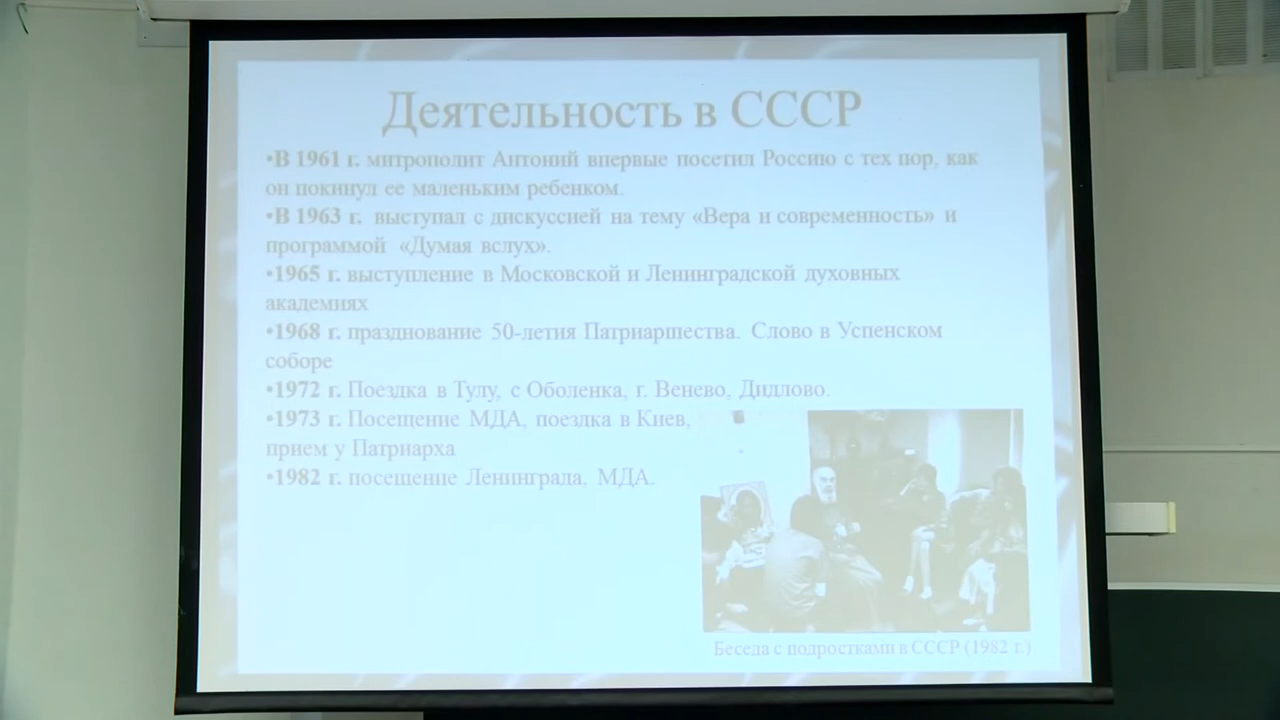 Деятельность в СССР
•В 1961 г. митрополит Антоний впервые посетил Россию с тех пор, как
он покинул ее маленьким ребенком.
•В 1963 г. выступал с дискуссией на тему «Вера и современность» и
программой «Думая вслух».
•1965 г. выступление в Московской и Ленинградской духовных
академиях
•1968 г. празднование 50-летия Патриаршества. Слово в Успенском
соборе
•1972 г. Поездка в Тулу, с Оболенка, г. Венево, Дидлово.
•1973 г. Посещение МДА, поездка в Киев,
прием у Патриарха
•1982 г. посещение Ленинграда. МДА.
Беседа с подростками в СССР (1982 г.)